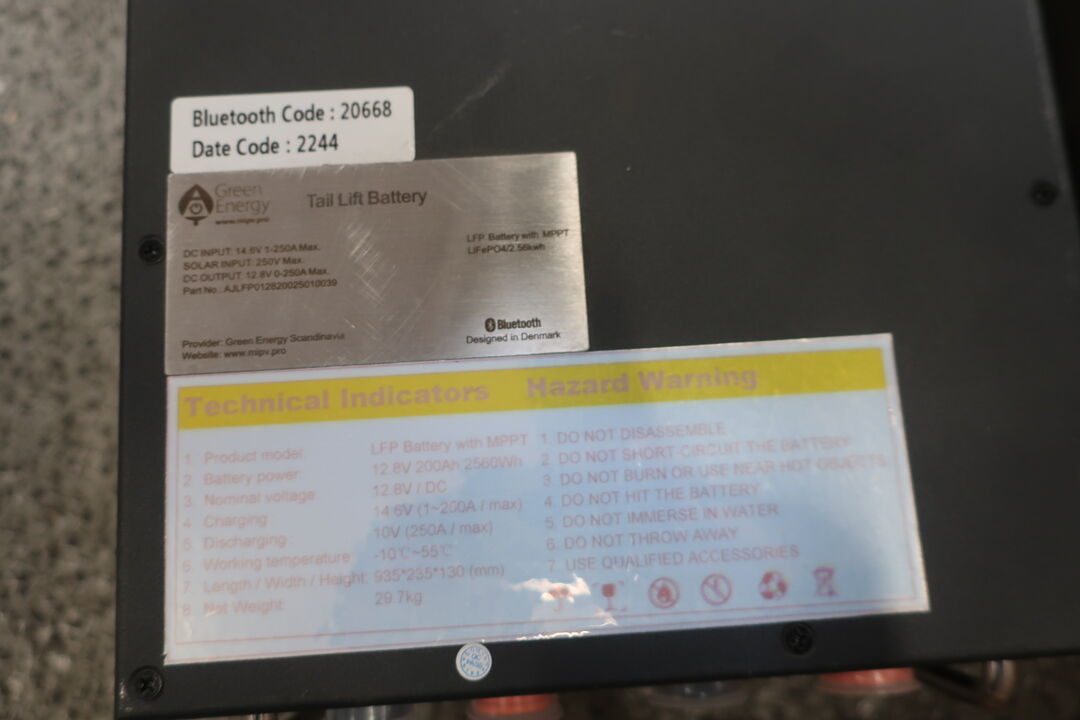 Bluetooth Code : 20668
Date Code : 2244
Green
Energy
www.mipv.pro
Tail Lift Battery
DC INPUT: 14.6V 1-250A Max.
SOLAR INPUT: 250V Max.
DC OUTPUT: 12.8V 0-250A Max.
Part No.: AJLFP012820025010039
LFP Battery with MPPT
LiFePO4/2.56kwh
Bluetooth
Designed in Denmark
Provider: Green Energy Scandinavia
Website: www.mipv.pro
Technical Indicators
1. Product model: LFP Battery with MPPT
2. Battery power: 12.8V 200Ah 2560Wh
3. Nominal voltage: 12.8V / DC
4. Charging 14.6V (1~250A / max)
5. Discharging 10V (250A / max)
6. Working temperature -10℃~55℃
7. Length / Width / Height: 935*235*130 (mm)
8. Net Weight: 29.7kg
Hazard Warning
1. DO NOT DISASSEMBLE
2. DO NOT SHORT-CIRCUIT THE BATTERY
3. DO NOT BURN OR USE NEAR HOT OBJECTS
4. DO NOT HIT THE BATTERY
5. DO NOT IMMERSE IN WATER
6. DO NOT THROW AWAY
7. USE QUALIFIED ACCESSORIES